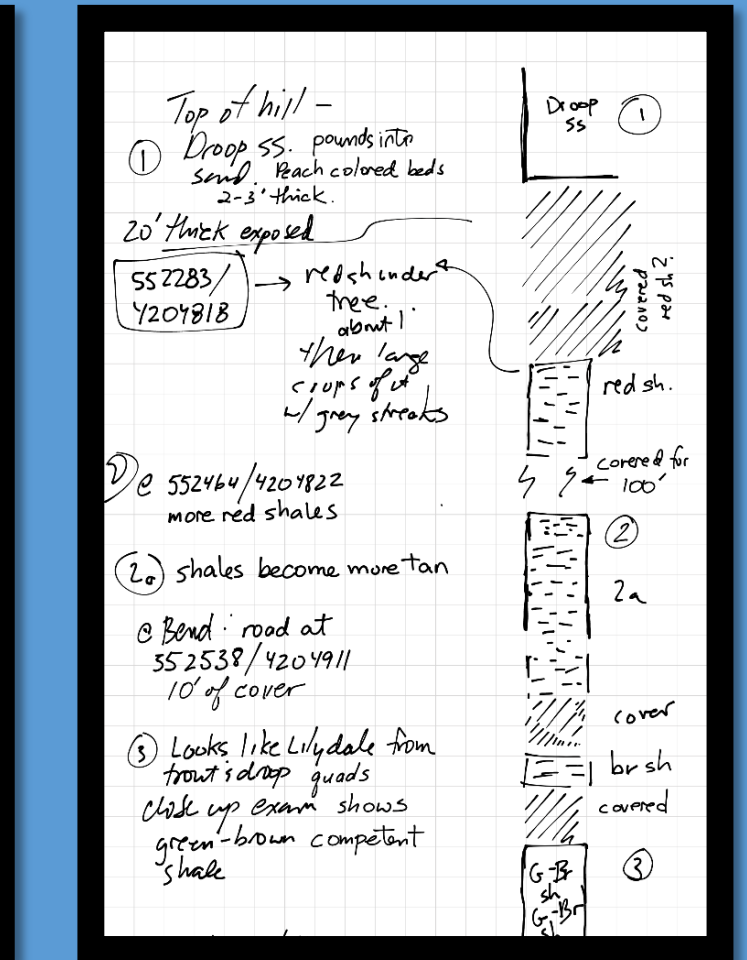 Top of hill -
① Droop ss. pounds into
sand. Peach colored beds
2-3' thick.
20' thick exposed
552283/
4204818
→ red sh under
tree.
about 1'
then large
of it
w/ grey streaks
@ 552464/4204822
more red shales
2a shales become more tan
@ Bend road at
552538/4204911
10' of cover
③ Looks like Lilydale from
trout & droop quads
close up exam shows
green-brown competent
shale
Droop
ss
①
covered
red sh?
red sh.
covered for
100'
②
2a
cover
br sh
covered
③
G-Br
sh
G-Br
sh